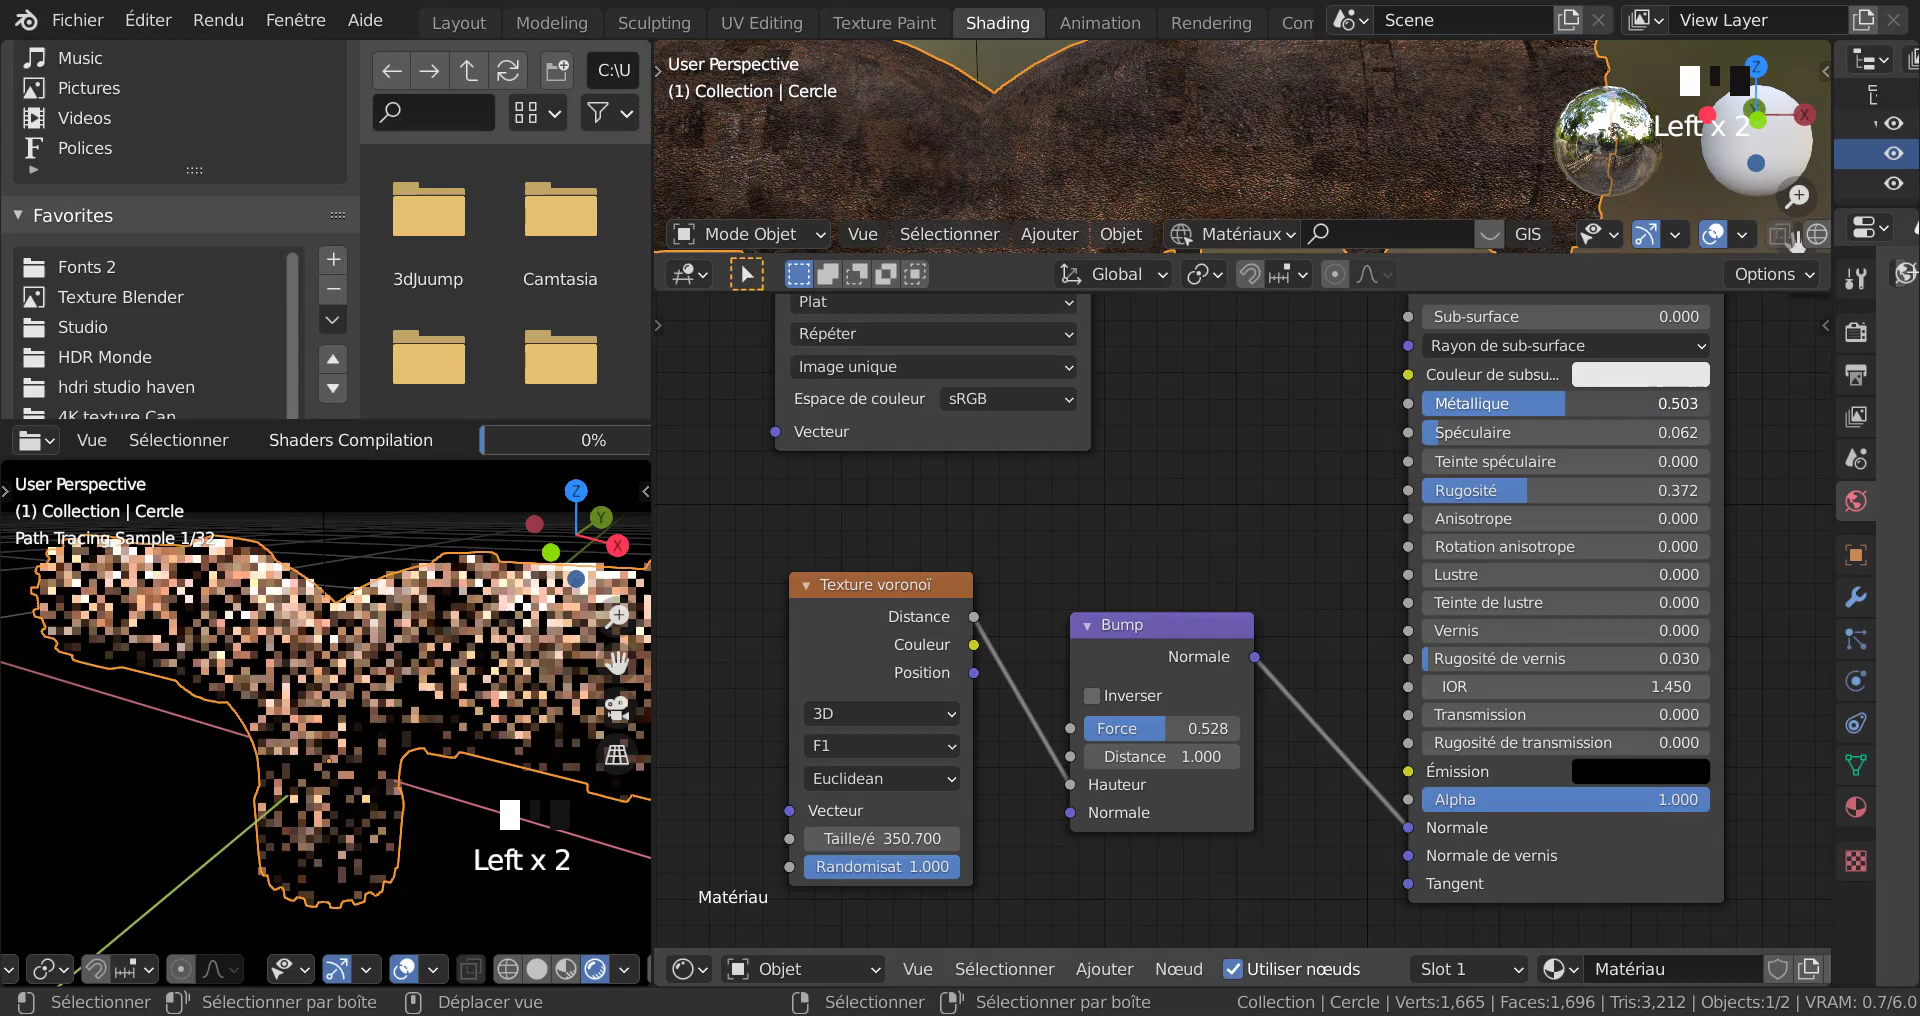 Fichier Éditer Rendu Fenêtre Aide Layout Modeling Sculpting UV Editing Texture Paint Shading Animation Rendering Com Scene View Layer
Music
Pictures
Videos
Polices
Favorites
Fonts 2
Texture Blender
Studio
HDR Monde
hdri studio haven
4K texture Can
C:\U
3dJuump
Camtasia
Vue Sélectionner Shaders Compilation 0%
User Perspective
(1) Collection | Cercle
Path Tracing Sample 1/32
Z
Y
X
Left x 2
User Perspective
(1) Collection | Cercle
Z
X
Left x 2
Mode Objet Vue Sélectionner Ajouter Objet Matériaux GIS
Global Options
Plat
Répéter
Image unique
Espace de couleur sRGB
Vecteur
Texture voronoï
Distance
Couleur
Position
3D
F1
Euclidean
Vecteur
Taille/é 350.700
Randomisat 1.000
Matériau
Bump
Normale
Inverser
Force 0.528
Distance 1.000
Hauteur
Normale
Sub-surface 0.000
Rayon de sub-surface
Couleur de subsu...
Métallique 0.503
Spéculaire 0.062
Teinte spéculaire 0.000
Rugosité 0.372
Anisotrope 0.000
Rotation anisotrope 0.000
Lustre 0.000
Teinte de lustre 0.000
Vernis 0.000
Rugosité de vernis 0.030
IOR 1.450
Transmission 0.000
Rugosité de transmission 0.000
Émission
Alpha 1.000
Normale
Normale de vernis
Tangent
Objet Vue Sélectionner Ajouter Nœud Utiliser nœuds Slot 1 Matériau
Sélectionner Sélectionner par boîte Déplacer vue Sélectionner Sélectionner par boîte Collection | Cercle | Verts:1,665 | Faces:1,696 | Tris:3,212 | Objects:1/2 | VRAM: 0.7/6.0